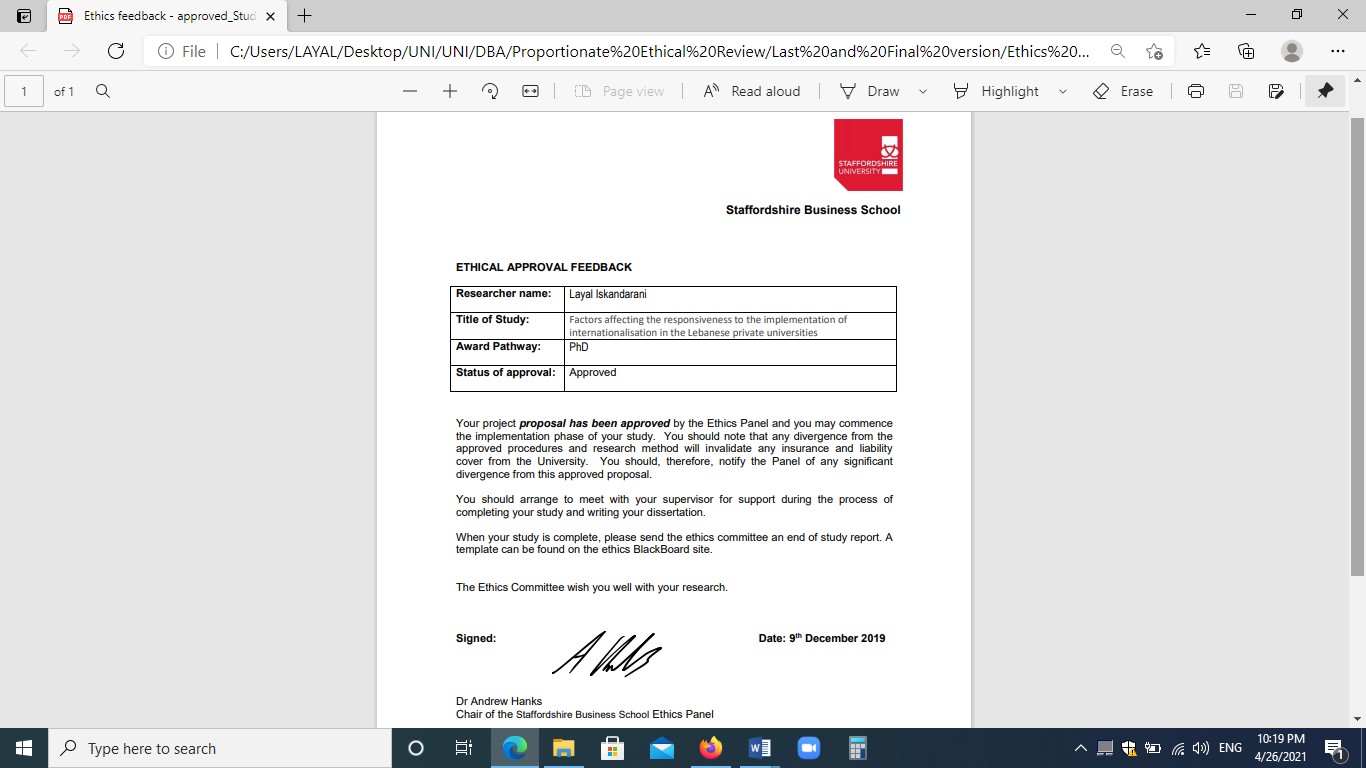 Ethics feedback - approved_Stud
File
C:/Users/LAYAL/Desktop/UNI/UNI/DBA/Proportionate%20Ethical%20Review/Last%20and%20Final%20version/Ethics%20...
1 of 1
Page view
Read aloud
Draw
Highlight
Erase
STAFFORDSHIRE
UNIVERSITY
Staffordshire Business School
ETHICAL APPROVAL FEEDBACK
Researcher name: Layal Iskandarani
Title of Study: Factors affecting the responsiveness to the implementation of
internationalisation in the Lebanese private universities
Award Pathway: PhD
Status of approval: Approved
Your project proposal has been approved by the Ethics Panel and you may commence
the implementation phase of your study. You should note that any divergence from the
approved procedures and research method will invalidate any insurance and liability
cover from the University. You should, therefore, notify the Panel of any significant
divergence from this approved proposal.
You should arrange to meet with your supervisor for support during the process of
completing your study and writing your dissertation.
When your study is complete, please send the ethics committee an end of study report. A
template can be found on the ethics BlackBoard site.
The Ethics Committee wish you well with your research.
Signed:
Date: 9th December 2019
Dr Andrew Hanks
Chair of the Staffordshire Business School Ethics Panel
Type here to search
ENG
10:19 PM
4/26/2021
1